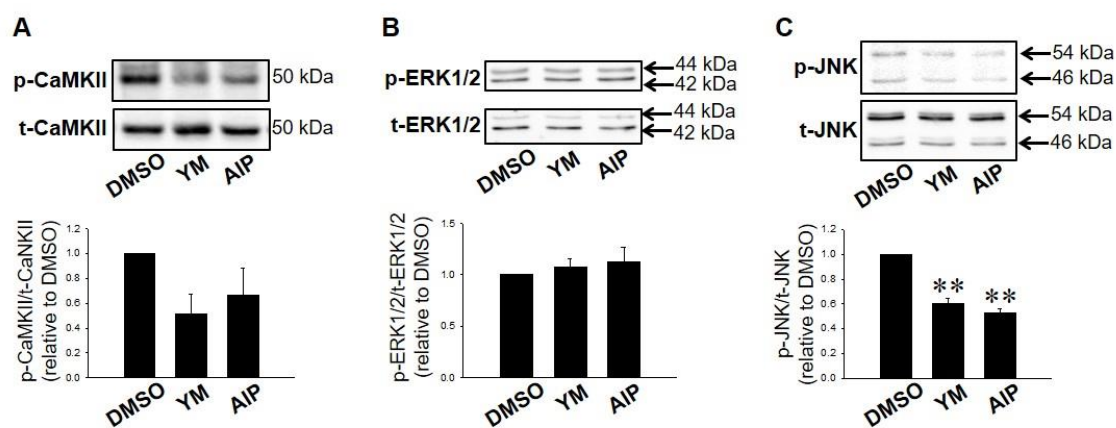 A
p-CaMKII
50 kDa
t-CaMKII
50 kDa
DMSO YM AIP
p-CaMKII/t-CaNKII
(relative to DMSO)
1.2
1.0
0.8
0.6
0.4
0.2
0.0
DMSO YM AIP
B
p-ERK1/2
44 kDa
42 kDa
t-ERK1/2
44 kDa
42 kDa
DMSO YM AIP
p-ERK1/2/t-ERK1/2
(relative to DMSO)
1.5
1.0
0.5
0.0
DMSO YM AIP
C
p-JNK
54 kDa
46 kDa
t-JNK
54 kDa
46 kDa
DMSO YM AIP
p-JNK/t-JNK
(relative to DMSO)
1.2
1.0
0.8
0.6
0.4
0.2
0.0
** **
DMSO YM AIP